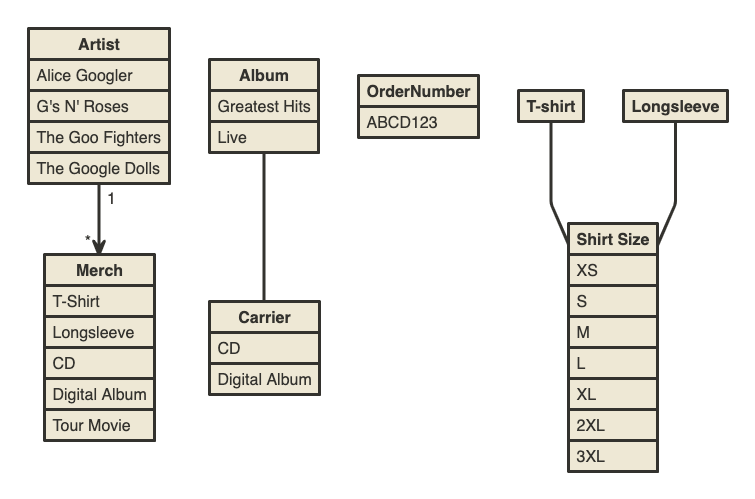 Artist
Alice Googler
G's N' Roses
The Goo Fighters
The Google Dolls
1
*
Merch
T-Shirt
Longsleeve
CD
Digital Album
Tour Movie
Album
Greatest Hits
Live
Carrier
CD
Digital Album
OrderNumber
ABCD123
T-shirt
Longsleeve
Shirt Size
XS
S
M
L
XL
2XL
3XL